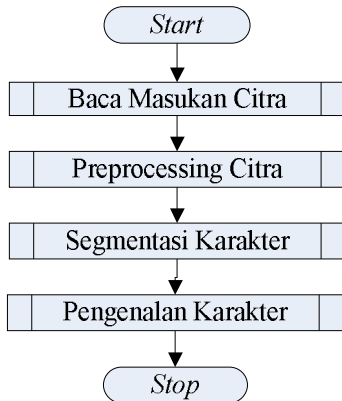 Start
Baca Masukan Citra
Preprocessing Citra
Segmentasi Karakter
Pengenalan Karakter
Stop